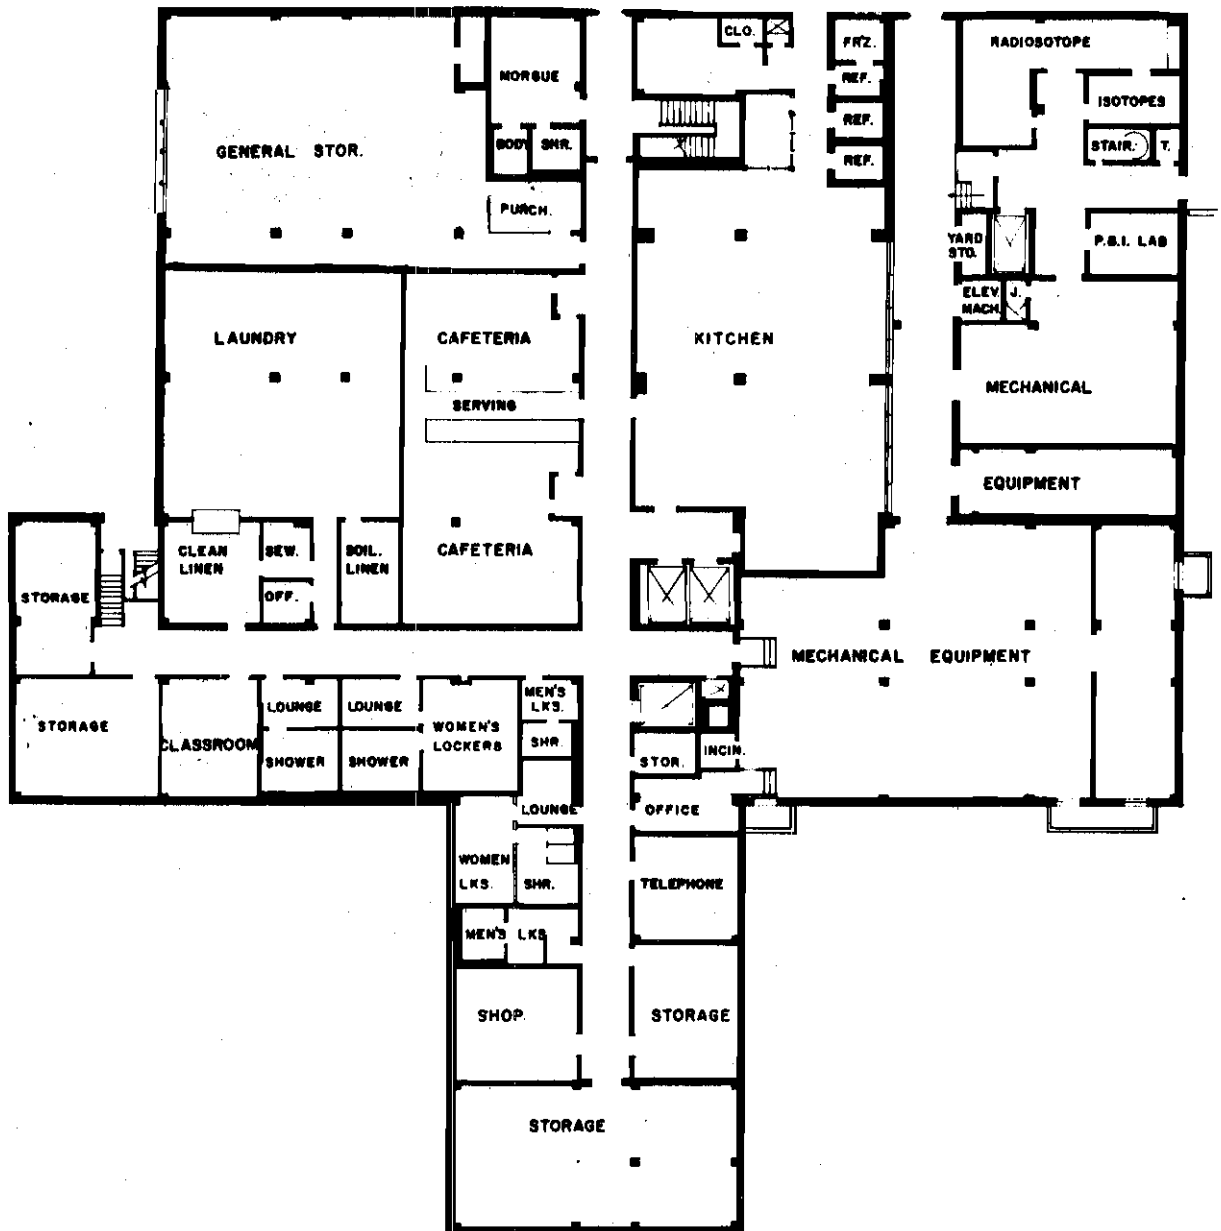 CLO.
FR'Z.
RADIOSOTOPE
MORGUE
REF.
ISOTOPES
REF.
BODY
SHR.
GENERAL STOR.
REF.
STAIR.
T.
PURCH.
YARD
STO.
P.B.I. LAB
ELEV.
MACH.
J.
LAUNDRY
CAFETERIA
KITCHEN
MECHANICAL
SERVING
EQUIPMENT
CLEAN
LINEN
SEW.
SOIL.
LINEN
CAFETERIA
STORAGE
OFF.
MECHANICAL EQUIPMENT
STORAGE
CLASSROOM
LOUNGE
LOUNGE
WOMEN'S
LOCKERS
MEN'S
LKS.
SHOWER
SHOWER
SHR.
STOR.
INCIN.
LOUNGE
OFFICE
WOMEN
LKS.
SHR.
TELEPHONE
MEN'S LKS
SHOP.
STORAGE
STORAGE